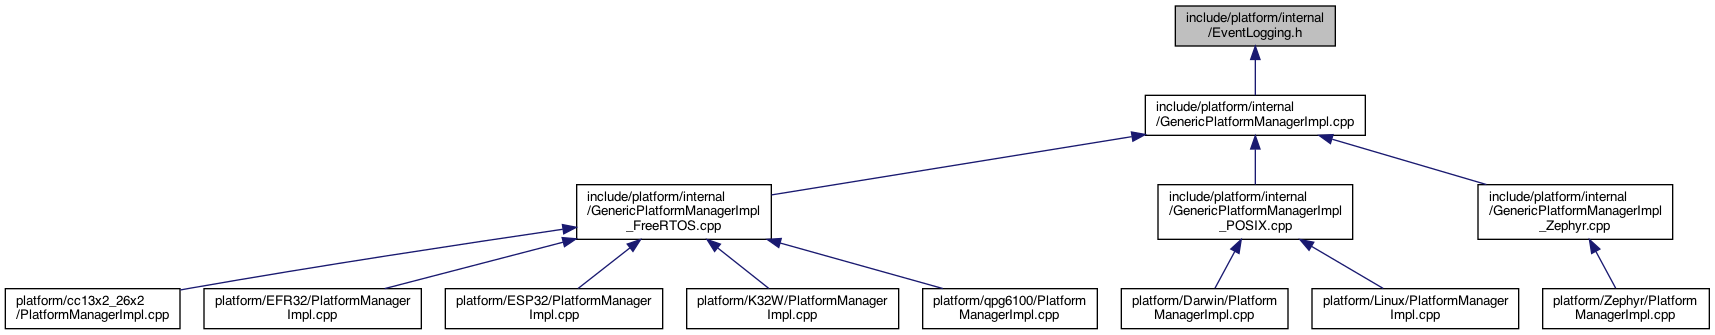 include/platform/internal
/EventLogging.h
include/platform/internal
/GenericPlatformManagerImpl.cpp
include/platform/internal
/GenericPlatformManagerImpl
_FreeRTOS.cpp
include/platform/internal
/GenericPlatformManagerImpl
_POSIX.cpp
include/platform/internal
/GenericPlatformManagerImpl
_Zephyr.cpp
platform/cc13x2_26x2
/PlatformManagerImpl.cpp
platform/EFR32/PlatformManager
Impl.cpp
platform/ESP32/PlatformManager
Impl.cpp
platform/K32W/PlatformManager
Impl.cpp
platform/qpg6100/Platform
ManagerImpl.cpp
platform/Darwin/Platform
ManagerImpl.cpp
platform/Linux/PlatformManager
Impl.cpp
platform/Zephyr/Platform
ManagerImpl.cpp